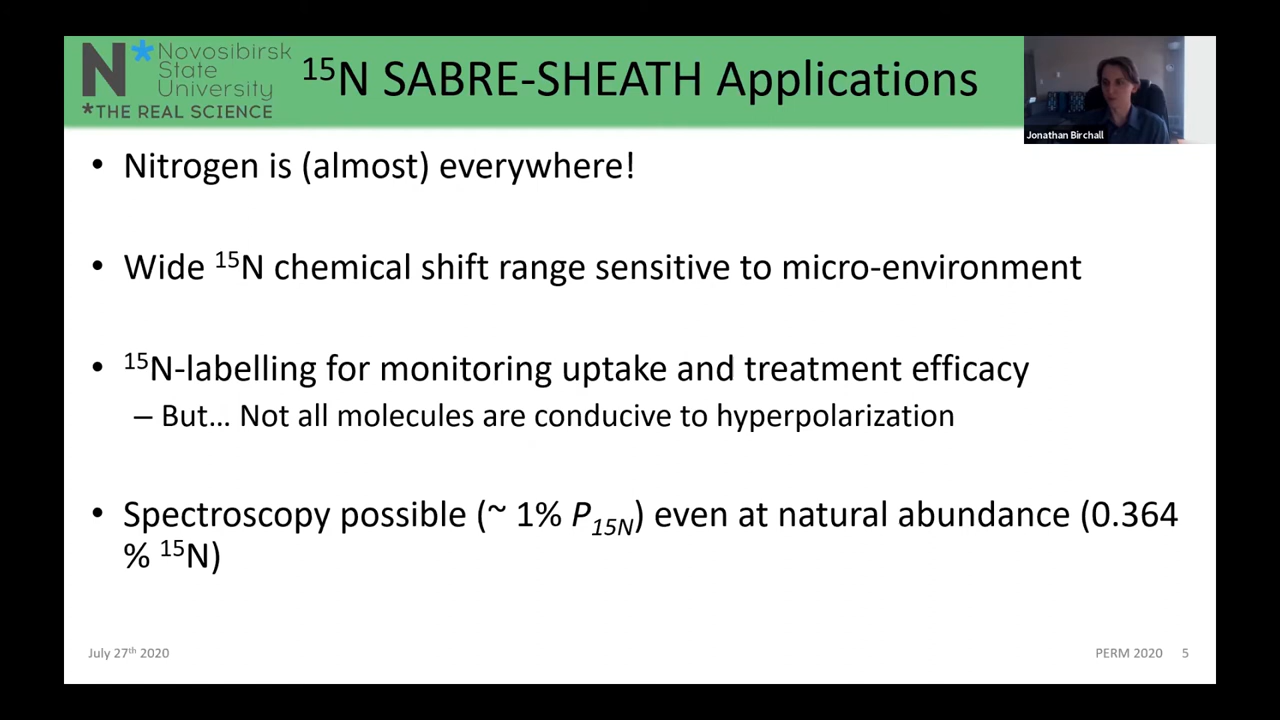 N* Novosibirsk
State
University
*THE REAL SCIENCE
¹⁵N SABRE-SHEATH Applications
Jonathan Birchall
• Nitrogen is (almost) everywhere!
• Wide ¹⁵N chemical shift range sensitive to micro-environment
• ¹⁵N-labelling for monitoring uptake and treatment efficacy
– But... Not all molecules are conducive to hyperpolarization
• Spectroscopy possible (~ 1% P₁₅N) even at natural abundance (0.364
% ¹⁵N)
July 27th 2020
PERM 2020 5